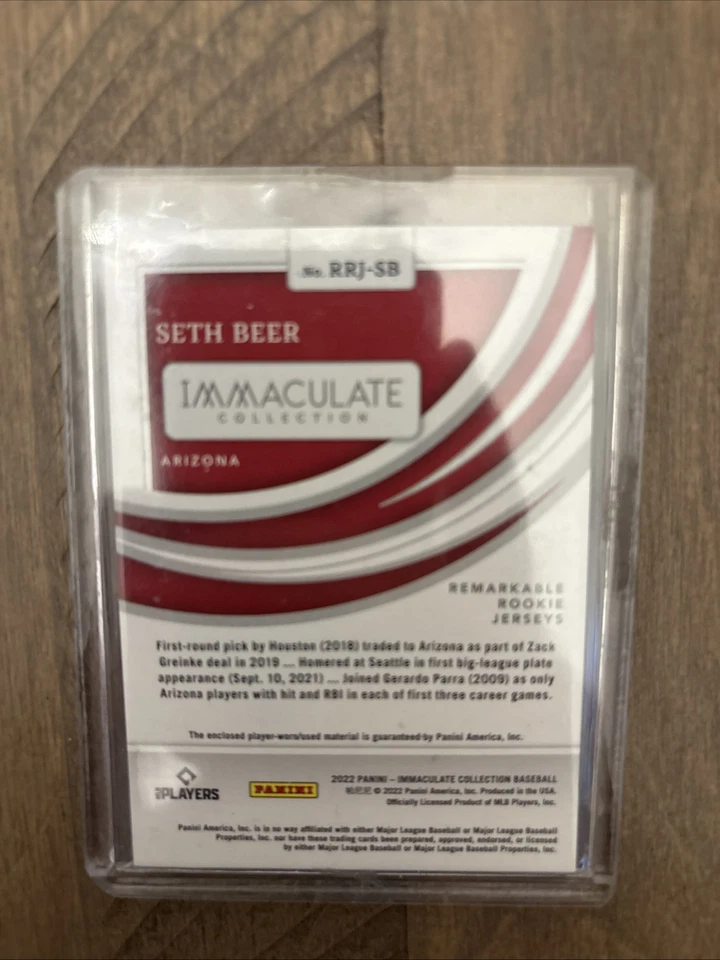 No. RRJ-SB
SETH BEER
IMMACULATE
COLLECTION
ARIZONA
REMARKABLE
ROOKIE
JERSEYS
First-round pick by Houston (2018) traded to Arizona as part of Zack
Greinke deal in 2019 ... Homered at Seattle in first big-league plate
appearance (Sept. 10, 2021) ... Joined Gerardo Parra (2009) as only
Arizona players with hit and RBI in each of first three career games.
The enclosed player-worn/used material is guaranteed by Panini America, Inc.
MLB PLAYERS
PANINI
2022 PANINI – IMMACULATE COLLECTION BASEBALL
帕尼尼 © 2022 Panini America, Inc. Produced in the USA.
Officially Licensed Product of MLB Players, Inc.
Panini America, Inc. is in no way affiliated with either Major League Baseball or Major League Baseball
Properties, Inc. nor have these trading cards been prepared, approved, endorsed, or licensed
by either Major League Baseball or Major League Baseball Properties, Inc.